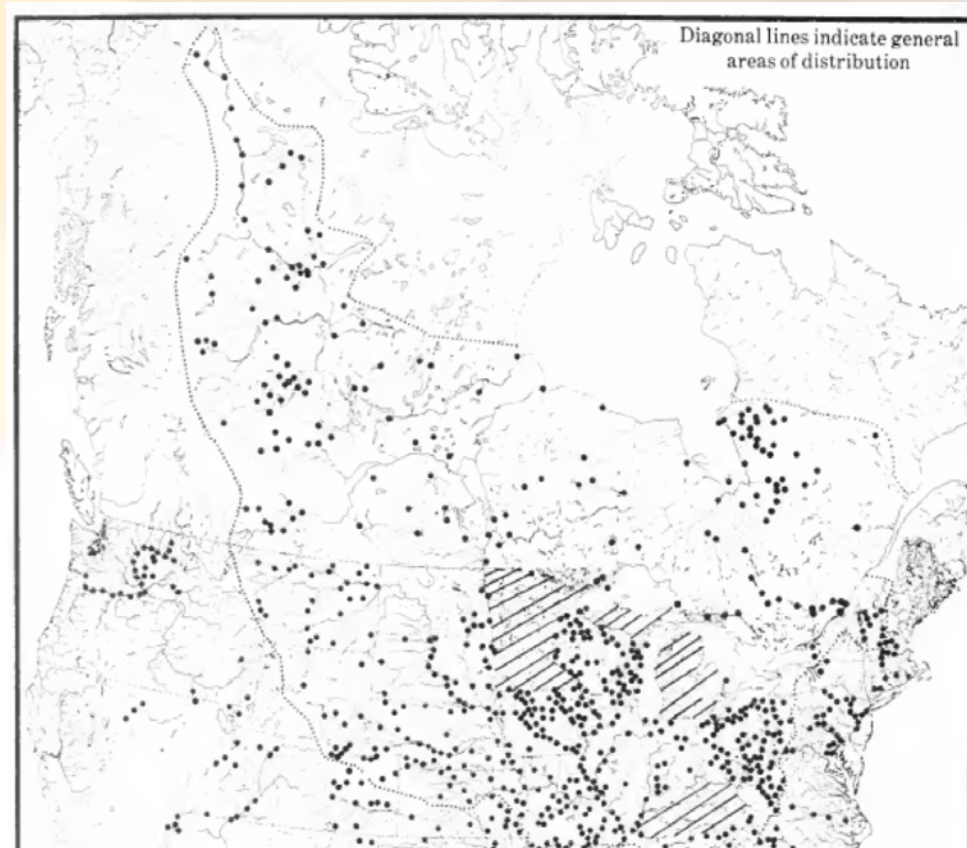 Diagonal lines indicate general
areas of distribution